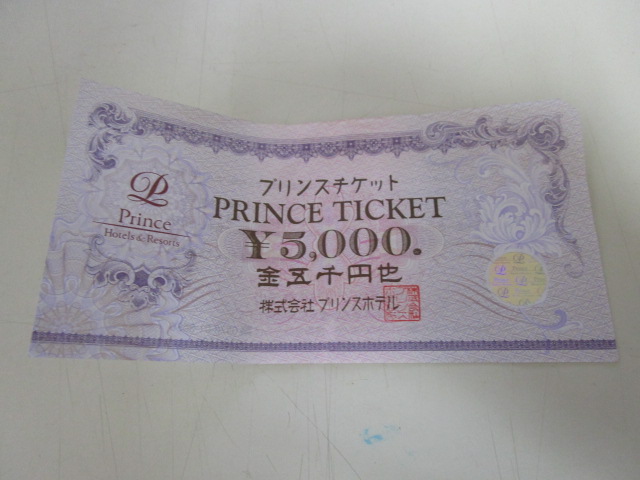 プリンスチケット
PRINCE TICKET
¥5,000.
金五千円也
株式会社 プリンスホテル
P
Prince
Hotels & Resorts